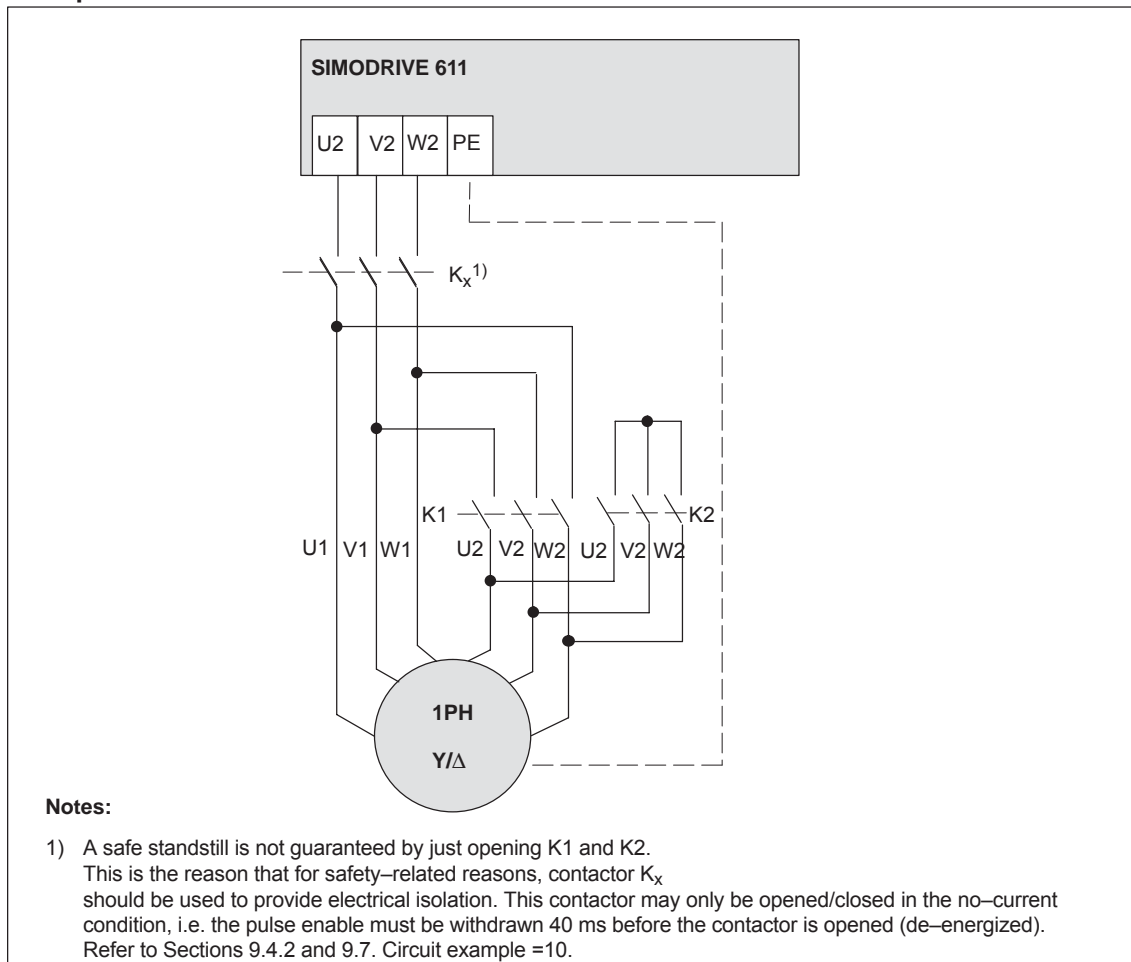 SIMODRIVE 611
U2 V2 W2 PE
Kx1)
K1 K2
U1 V1 W1 U2 V2 W2 U2 V2 W2
1PH
Y/Δ
Notes:
1) A safe standstill is not guaranteed by just opening K1 and K2.
This is the reason that for safety–related reasons, contactor Kx
should be used to provide electrical isolation. This contactor may only be opened/closed in the no–current
condition, i.e. the pulse enable must be withdrawn 40 ms before the contactor is opened (de–energized).
Refer to Sections 9.4.2 and 9.7. Circuit example =10.